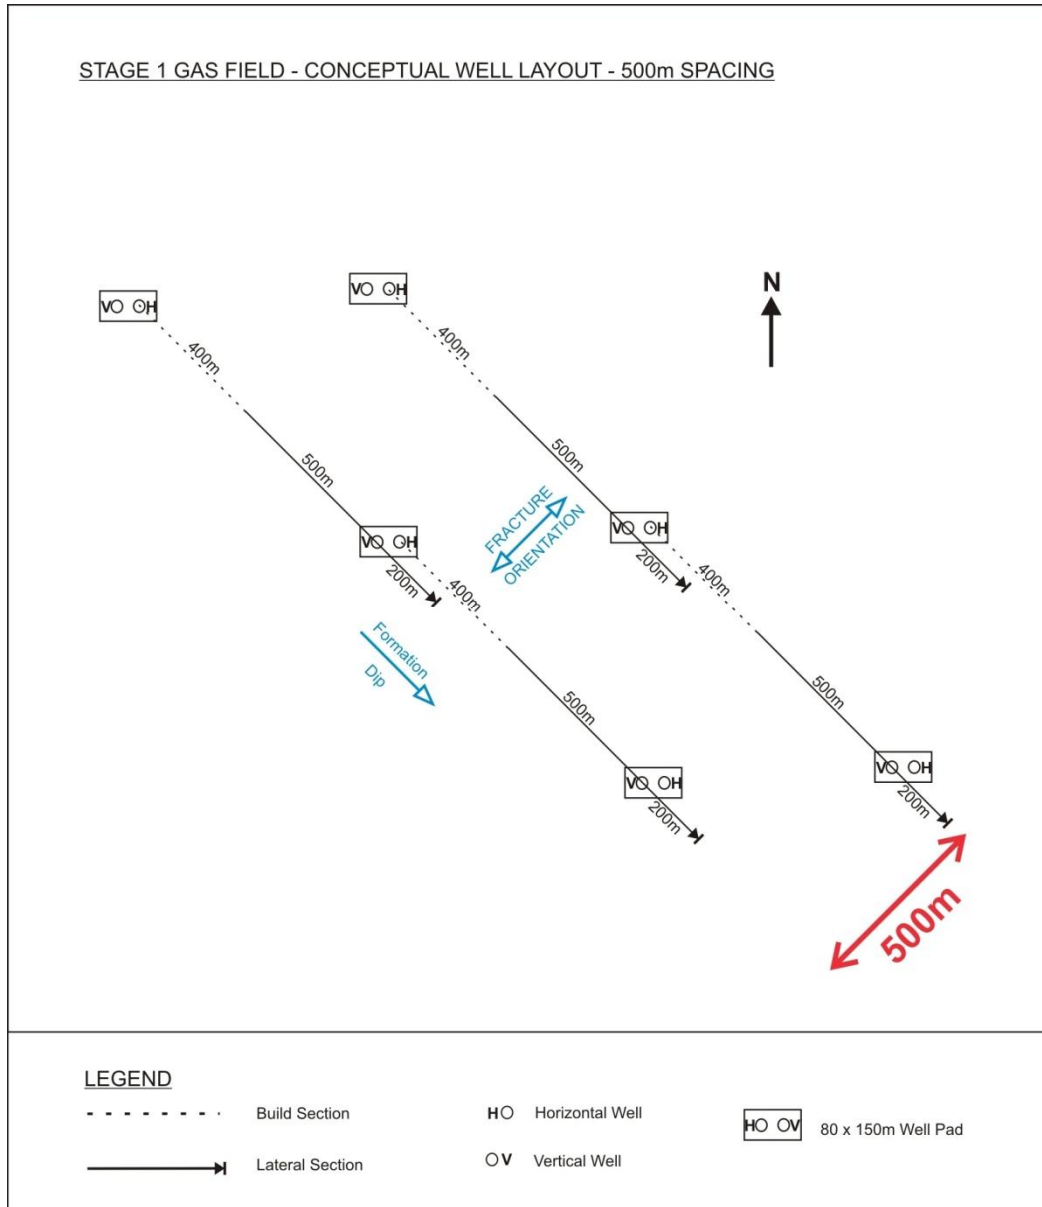 STAGE 1 GAS FIELD - CONCEPTUAL WELL LAYOUT - 500m SPACING
N
VO OH
VO OH
400m
400m
500m
500m
FRACTURE
ORIENTATION
VO OH
VO OH
200m
200m
400m
400m
Formation
Dip
500m
500m
VO OH
VO OH
200m
200m
500m
LEGEND
Build Section
HO Horizontal Well
HO OV 80 x 150m Well Pad
Lateral Section
OV Vertical Well